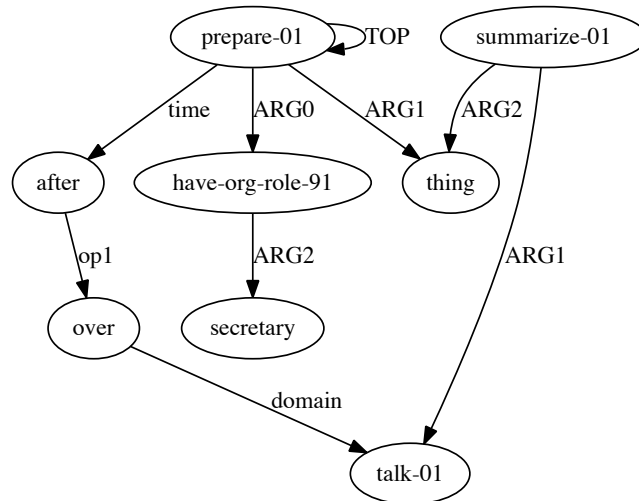 prepare-01 TOP summarize-01
time ARG0 ARG1 ARG2
after have-org-role-91 thing
op1 ARG2 ARG1
over secretary
domain
talk-01